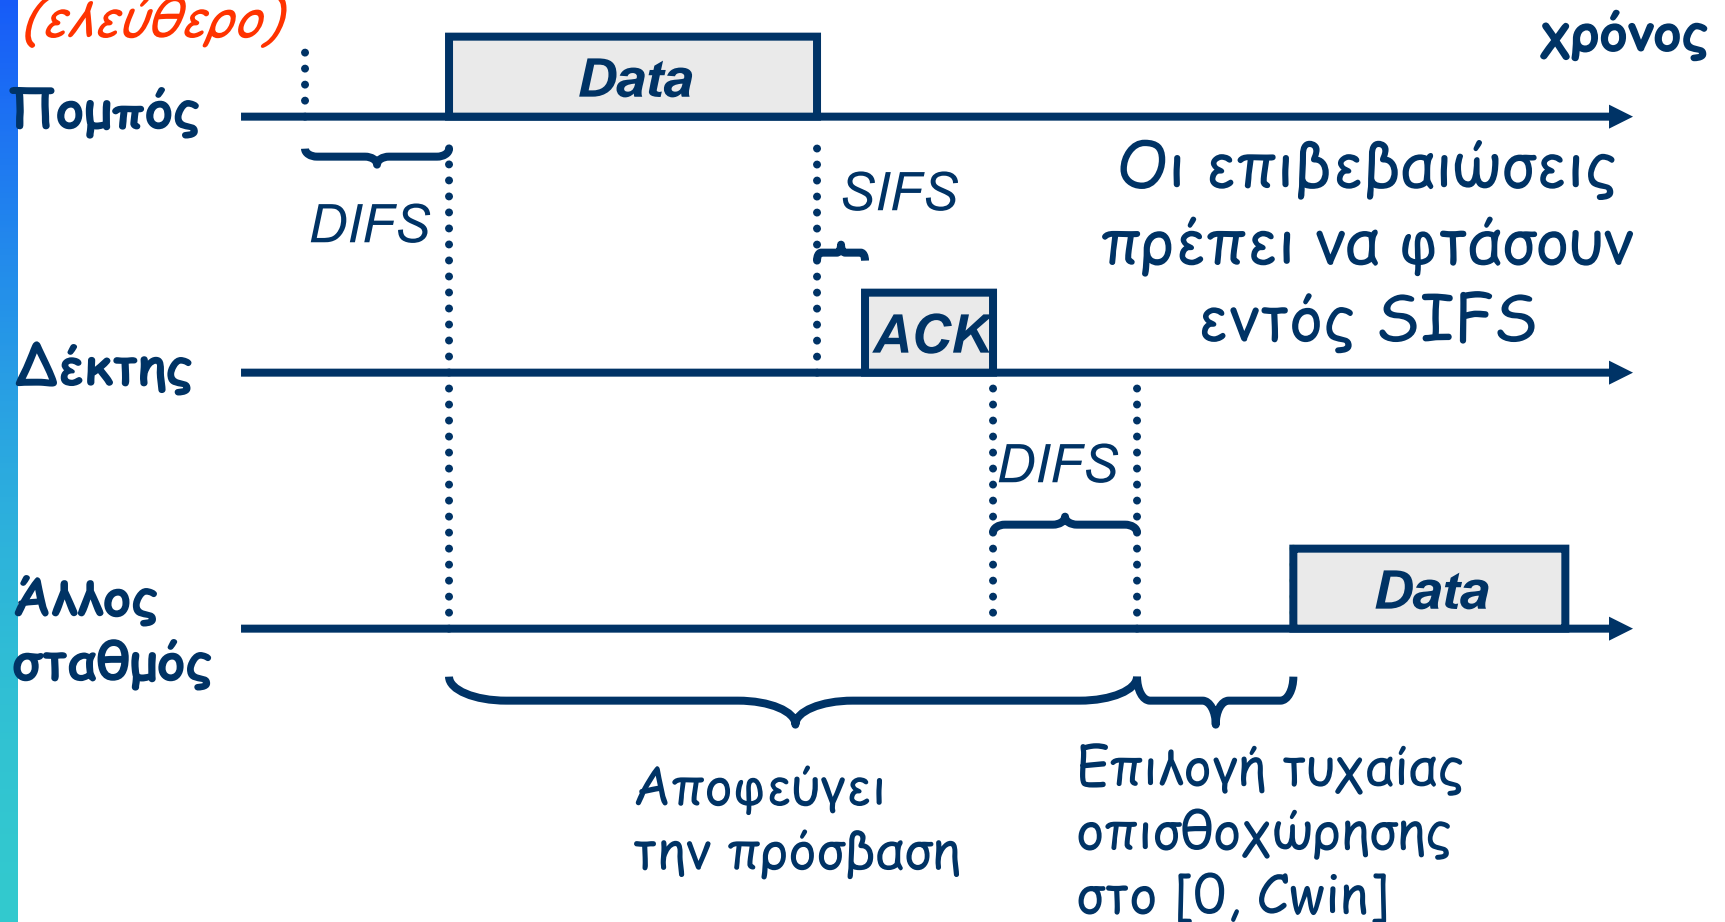 (ελεύθερο)
χρόνος
Data
Πομπός
DIFS
SIFS
Οι επιβεβαιώσεις
πρέπει να φτάσουν
εντός SIFS
ACK
Δέκτης
DIFS
Data
Άλλος
σταθμός
Αποφεύγει
την πρόσβαση
Επιλογή τυχαίας
οπισθοχώρησης
στο [0, Cwin]